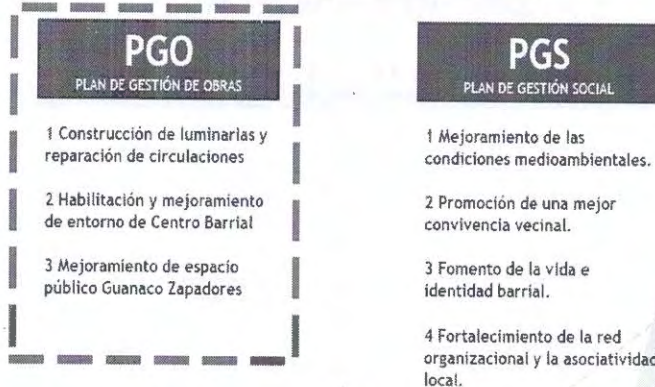 PGO
PLAN DE GESTIÓN DE OBRAS
1 Construcción de luminarias y
reparación de circulaciones
2 Habilitación y mejoramiento
de entorno de Centro Barrial
3 Mejoramiento de espacio
público Guanaco Zapadores
PGS
PLAN DE GESTIÓN SOCIAL
1 Mejoramiento de las
condiciones medioambientales.
2 Promoción de una mejor
convivencia vecinal.
3 Fomento de la vida e
identidad barrial.
4 Fortalecimiento de la red
organizacional y la asociatividad
local.